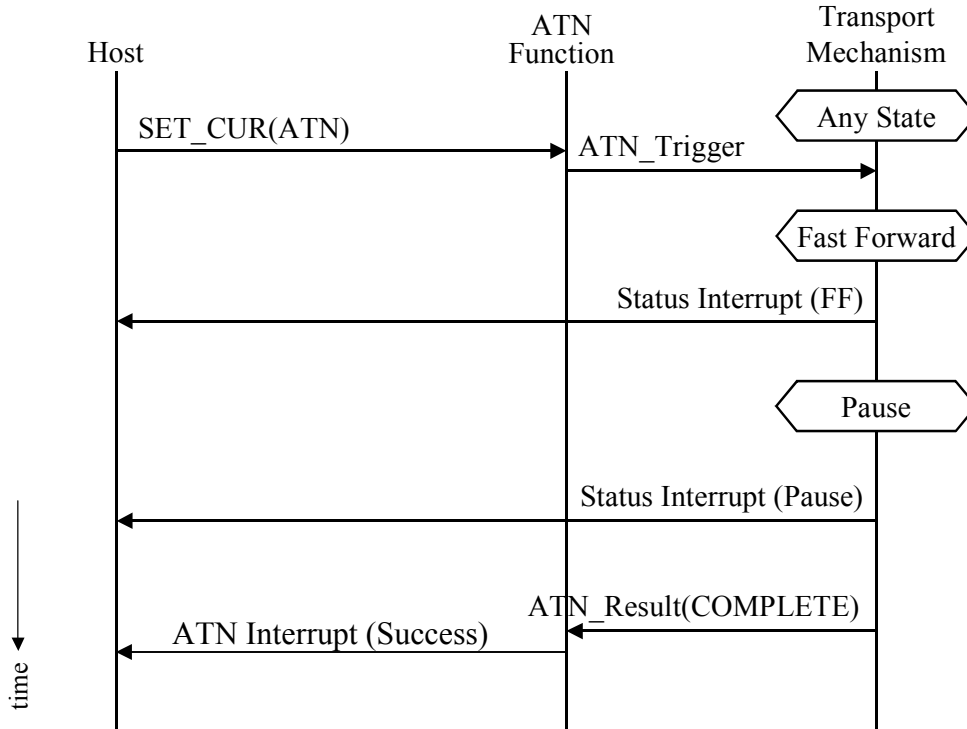 Host
ATN
Function
Transport
Mechanism
Any State
SET_CUR(ATN)
ATN_Trigger
Fast Forward
Status Interrupt (FF)
Pause
Status Interrupt (Pause)
ATN_Result(COMPLETE)
ATN Interrupt (Success)
time